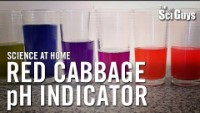 The
Sci Guys
SCIENCE AT HOME
RED CABBAGE
pH INDICATOR